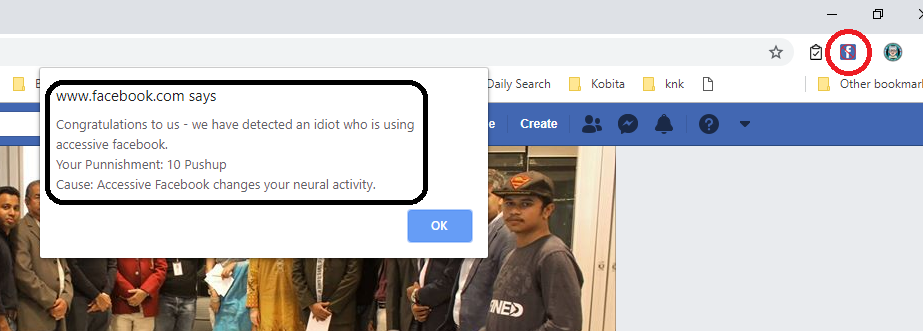 Daily Search Kobita knk Other bookmar
www.facebook.com says
Congratulations to us - we have detected an idiot who is using
accessive facebook.
Your Punnishment: 10 Pushup
Cause: Accessive Facebook changes your neural activity.
Create
OK
NED